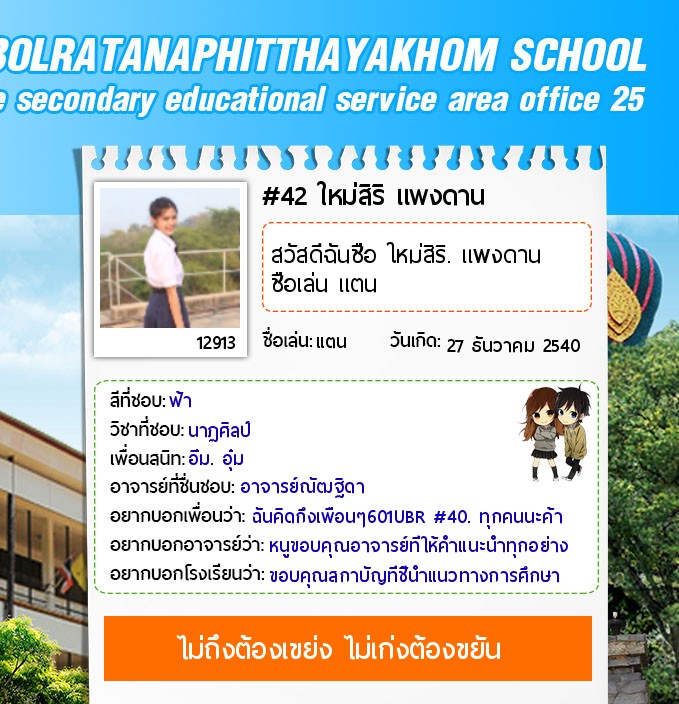 BOLRATANAPHITTHAYAKHOM SCHOOL
e secondary educational service area office 25
#42 ใหม่สิริ แพงดาน
สวัสดีฉันชื่อ ใหม่สิริ. แพงดาน
ชื่อเล่น แตน
12913
ชื่อเล่น: แตน วันเกิด: 27 ธันวาคม 2540
สีที่ชอบ: ฟ้า
วิชาที่ชอบ: นาฏศิลป์
เพื่อนสนิท: อึม. อุ๋ม
อาจารย์ที่ชื่นชอบ: อาจารย์ณัฒฐิดา
อยากบอกเพื่อนว่า: ฉันคิดถึงเพื่อนๆ601UBR #40. ทุกคนนะค้า
อยากบอกอาจารย์ว่า: หนูขอบคุณอาจารย์ที่ให้คำแนะนำทุกอย่าง
อยากบอกโรงเรียนว่า: ขอบคุณสถาบัญที่ชี้นำแนวทางการศึกษา
ไม่ถึงต้องเขย่ง ไม่เก่งต้องขยัน